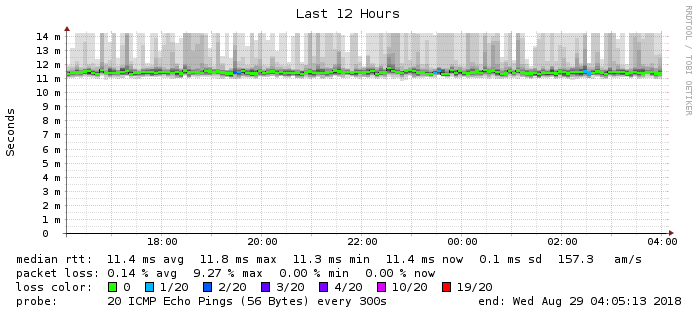 Last 12 Hours
RRDTOOL / TOBI OETIKER
Seconds
14 m
12 m
11 m
10 m
9 m
8 m
7 m
6 m
5 m
4 m
3 m
2 m
1 m
0
18:00 20:00 22:00 00:00 02:00 04:00
median rtt: 11.4 ms avg 11.8 ms max 11.3 ms min 11.4 ms now 0.1 ms sd 157.3 am/s
packet loss: 0.14 % avg 9.27 % max 0.00 % min 0.00 % now
loss color: 0 1/20 2/20 3/20 4/20 10/20 19/20
probe: 20 ICMP Echo Pings (56 Bytes) every 300s end: Wed Aug 29 04:05:13 2018